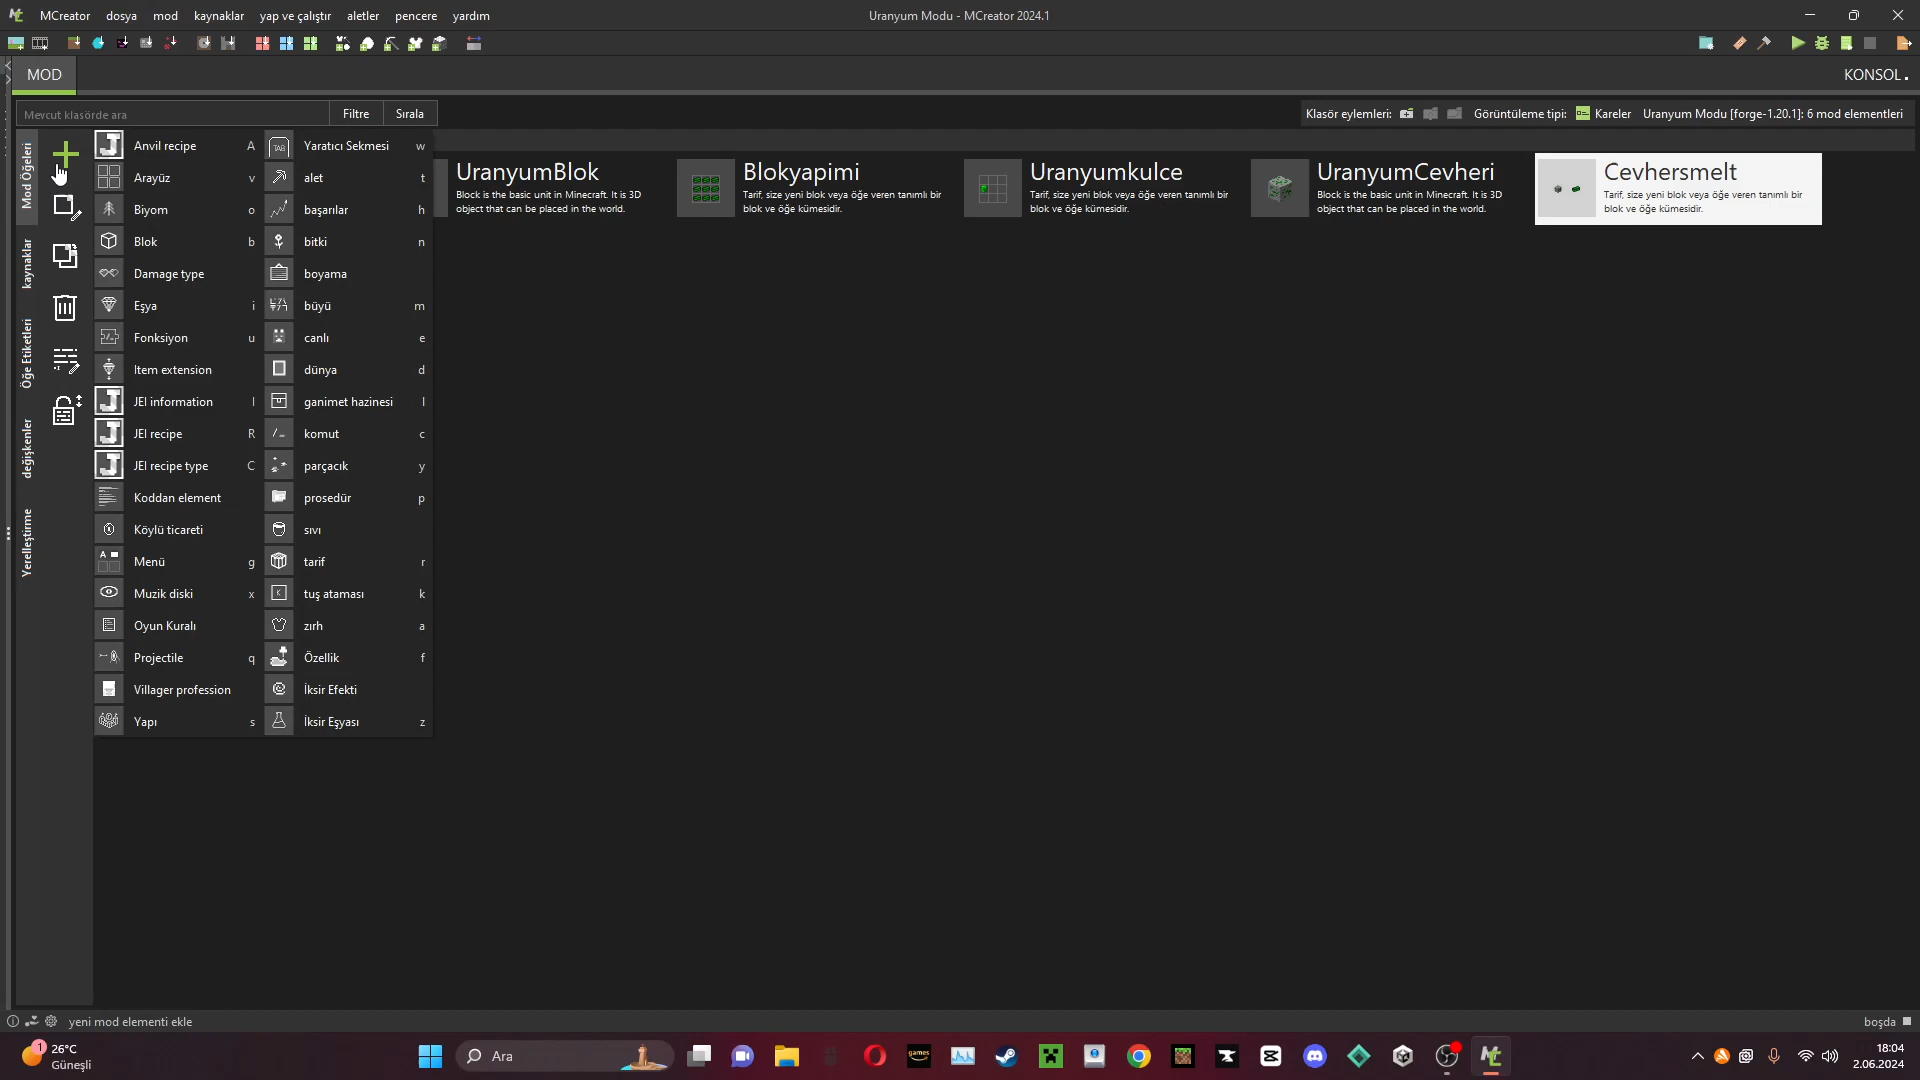 MCreator dosya mod kaynaklar yap ve çalıştır aletler pencere yardım
Uranyum Modu - MCreator 2024.1
MOD
KONSOL
Mevcut klasörde ara
Filtre
Sırala
Klasör eylemleri:
Görüntüleme tipi:
Kareler
Uranyum Modu [forge-1.20.1]: 6 mod elementleri
Mod Öğeleri
kaynaklar
Öğe Etiketleri
değişkenler
Yerelleştirme
Anvil recipe A
Arayüz v
Biyom o
Blok b
Damage type
Eşya i
Fonksiyon u
Item extension
JEI information I
JEI recipe R
JEI recipe type C
Koddan element
Köylü ticareti
Menü g
Muzik diski x
Oyun Kuralı
Projectile q
Villager profession
Yapı s
Yaratıcı Sekmesi w
alet t
başarılar h
bitki n
boyama
büyü m
canlı e
dünya d
ganimet hazinesi l
komut c
parçacık y
prosedür p
sıvı
tarif r
tuş ataması k
zırh a
Özellik f
İksir Efekti
İksir Eşyası z
UranyumBlok
Block is the basic unit in Minecraft. It is 3D
object that can be placed in the world.
Blokyapimi
Tarif, size yeni blok veya öğe veren tanımlı bir
blok ve öğe kümesidir.
Uranyumkulce
Tarif, size yeni blok veya öğe veren tanımlı bir
blok ve öğe kümesidir.
UranyumCevheri
Block is the basic unit in Minecraft. It is 3D
object that can be placed in the world.
Cevhersmelt
Tarif, size yeni blok veya öğe veren tanımlı bir
blok ve öğe kümesidir.
yeni mod elementi ekle
boşda
1
26°C
Güneşli
Ara
games
18:04
2.06.2024